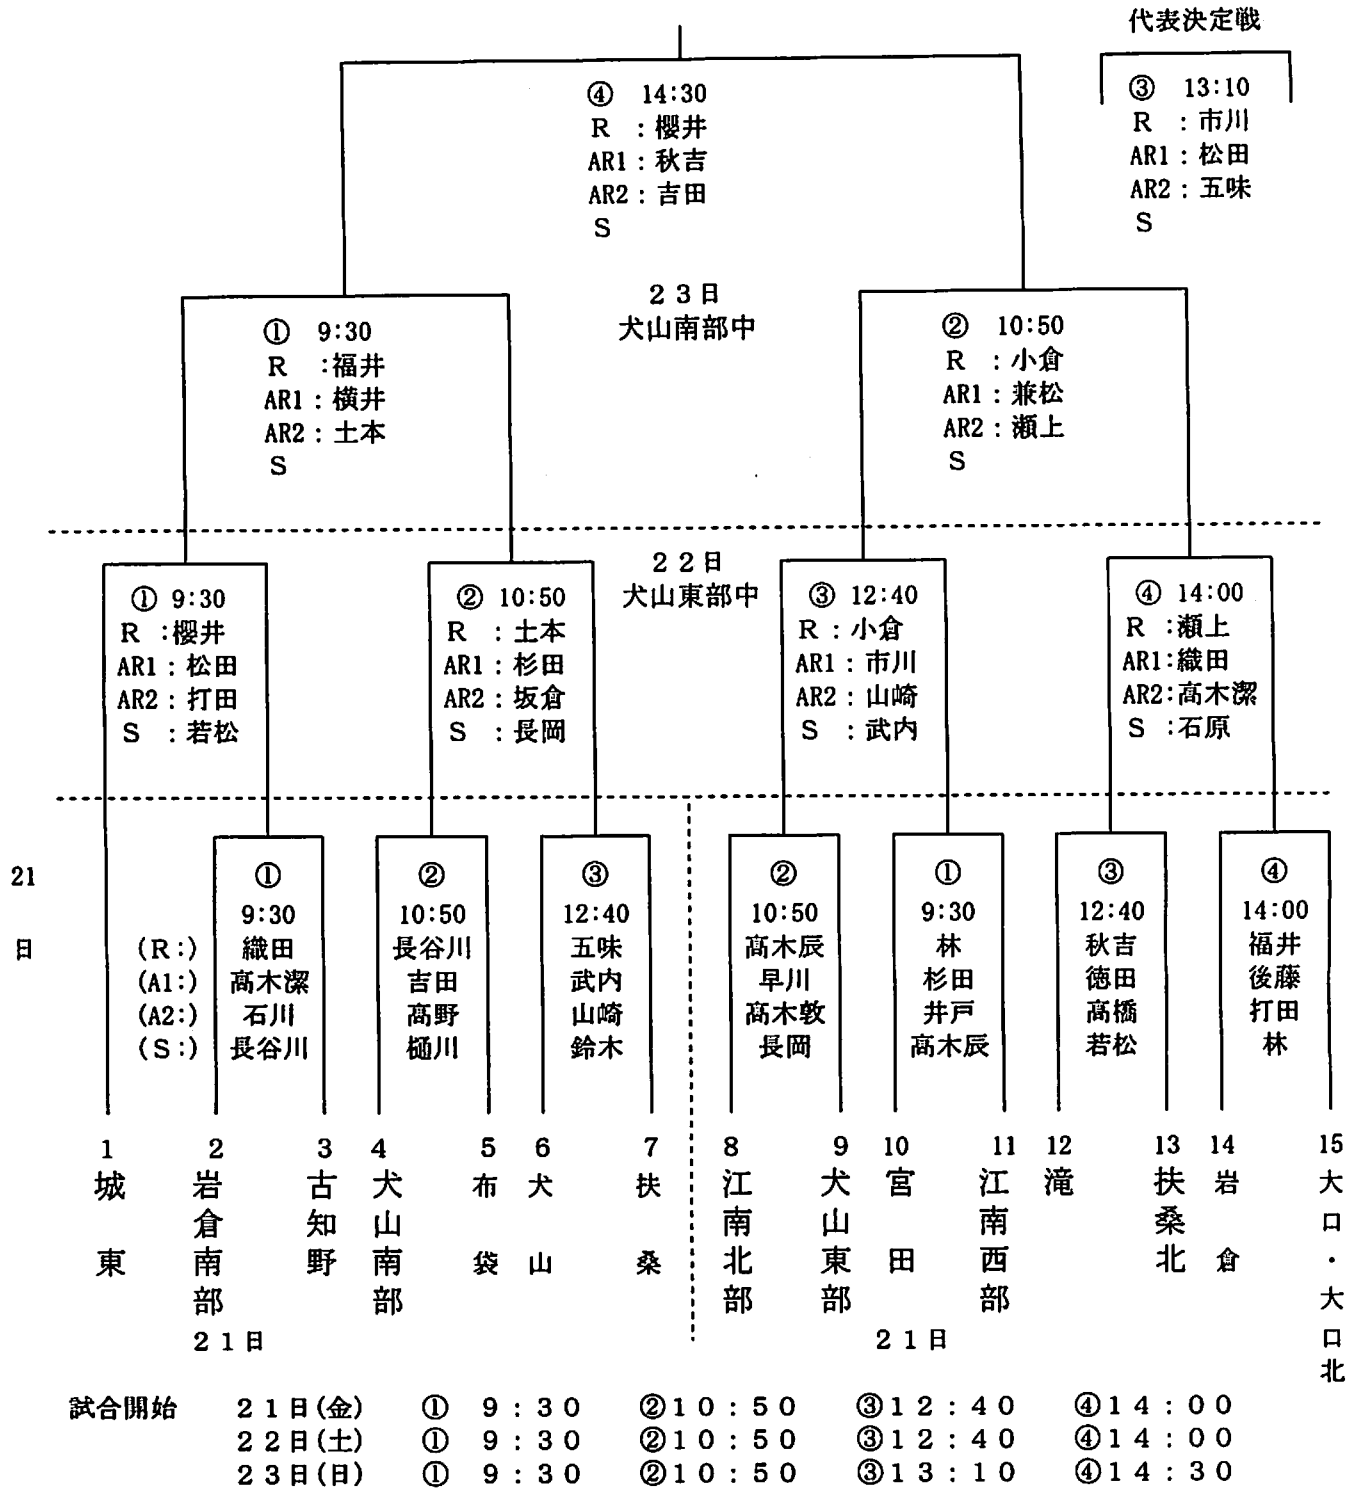 代表決定戦
④ 14:30
R :櫻井
AR1:秋吉
AR2:吉田
S
③ 13:10
R :市川
AR1:松田
AR2:五味
S
23日
犬山南部中
① 9:30
R :福井
AR1:横井
AR2:土本
S
② 10:50
R :小倉
AR1:兼松
AR2:瀬上
S
22日
犬山東部中
① 9:30
R :櫻井
AR1:松田
AR2:打田
S :若松
② 10:50
R :土本
AR1:杉田
AR2:坂倉
S :長岡
③ 12:40
R:小倉
AR1:市川
AR2:山崎
S :武内
④ 14:00
R :瀬上
AR1:織田
AR2:髙木潔
S :石原
21
日
(R:)
(A1:)
(A2:)
(S:)
①
9:30
織田
髙木潔
石川
長谷川
②
10:50
長谷川
吉田
髙野
樋川
③
12:40
五味
武内
山崎
鈴木
②
10:50
髙木辰
早川
髙木敦
長岡
①
9:30
林
杉田
井戸
髙木辰
③
12:40
秋吉
徳田
髙橋
若松
④
14:00
福井
後藤
打田
林
1
城東
2
岩倉南部
3
古知野
4
犬山南部
5
布袋
6
犬山
7
扶桑
8
江南北部
9
犬山東部
10
宮田
11
江南西部
12
滝
13
扶桑北
14
岩倉
15
大口・大口北
21日
21日
試合開始 21日(金) ① 9:30 ②10:50 ③12:40 ④14:00
22日(土) ① 9:30 ②10:50 ③12:40 ④14:00
23日(日) ① 9:30 ②10:50 ③13:10 ④14:30